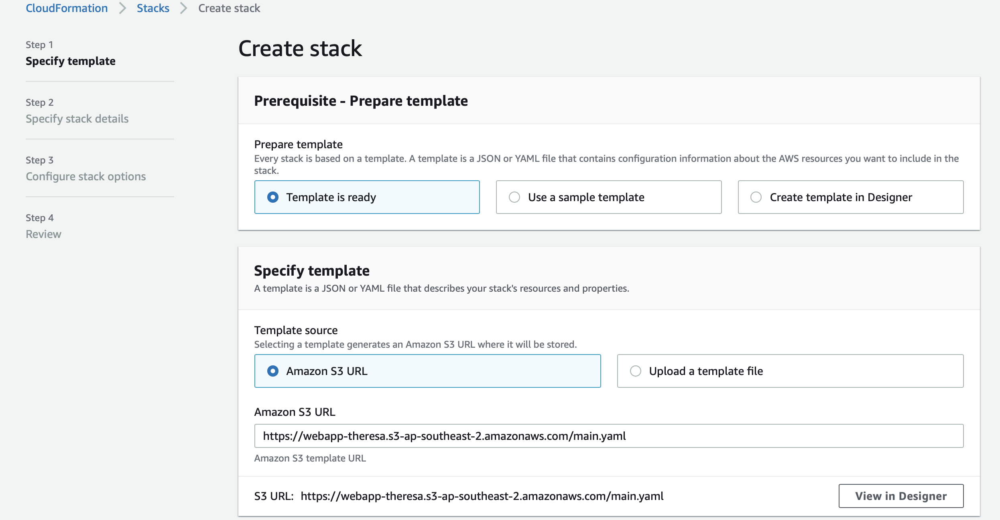 CloudFormation > Stacks > Create stack
Step 1
Specify template
Step 2
Specify stack details
Step 3
Configure stack options
Step 4
Review
Create stack
Prerequisite - Prepare template
Prepare template
Every stack is based on a template. A template is a JSON or YAML file that contains configuration information about the AWS resources you want to include in the
stack.
Template is ready
Use a sample template
Create template in Designer
Specify template
A template is a JSON or YAML file that describes your stack's resources and properties.
Template source
Selecting a template generates an Amazon S3 URL where it will be stored.
Amazon S3 URL
Upload a template file
Amazon S3 URL
https://webapp-theresa.s3-ap-southeast-2.amazonaws.com/main.yaml
Amazon S3 template URL
S3 URL: https://webapp-theresa.s3-ap-southeast-2.amazonaws.com/main.yaml
View in Designer